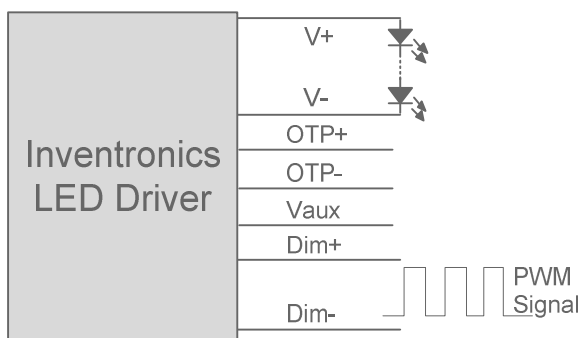 Inventronics
LED Driver
V+
V-
OTP+
OTP-
Vaux
Dim+
Dim-
PWM
Signal